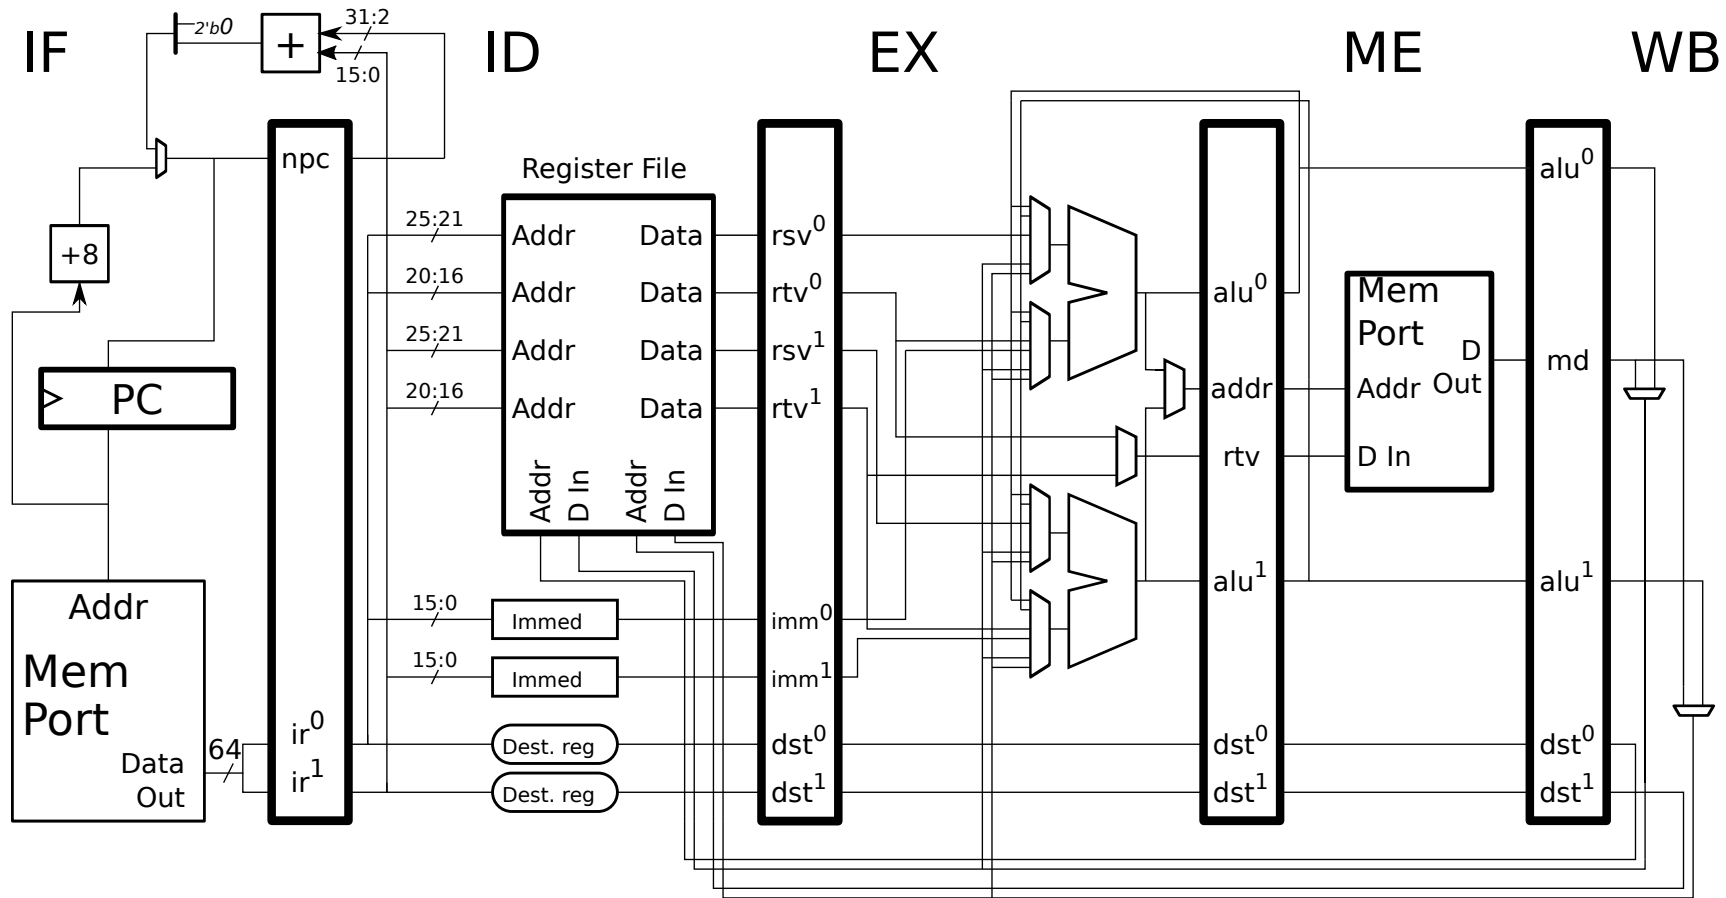 IF
ID
EX
ME
WB
2'b0
+
31:2
15:0
npc
+8
PC
Addr
Mem
Port
Data
Out
64
ir0
ir1
Register File
25:21
Addr
Data
20:16
Addr
Data
25:21
Addr
Data
20:16
Addr
Data
Addr
D In
Addr
D In
15:0
Immed
15:0
Immed
Dest. reg
Dest. reg
rsv0
rtv0
rsv1
rtv1
imm0
imm1
dst0
dst1
alu0
addr
rtv
alu1
dst0
dst1
Mem
Port
D
Out
Addr
D In
alu0
md
alu1
dst0
dst1